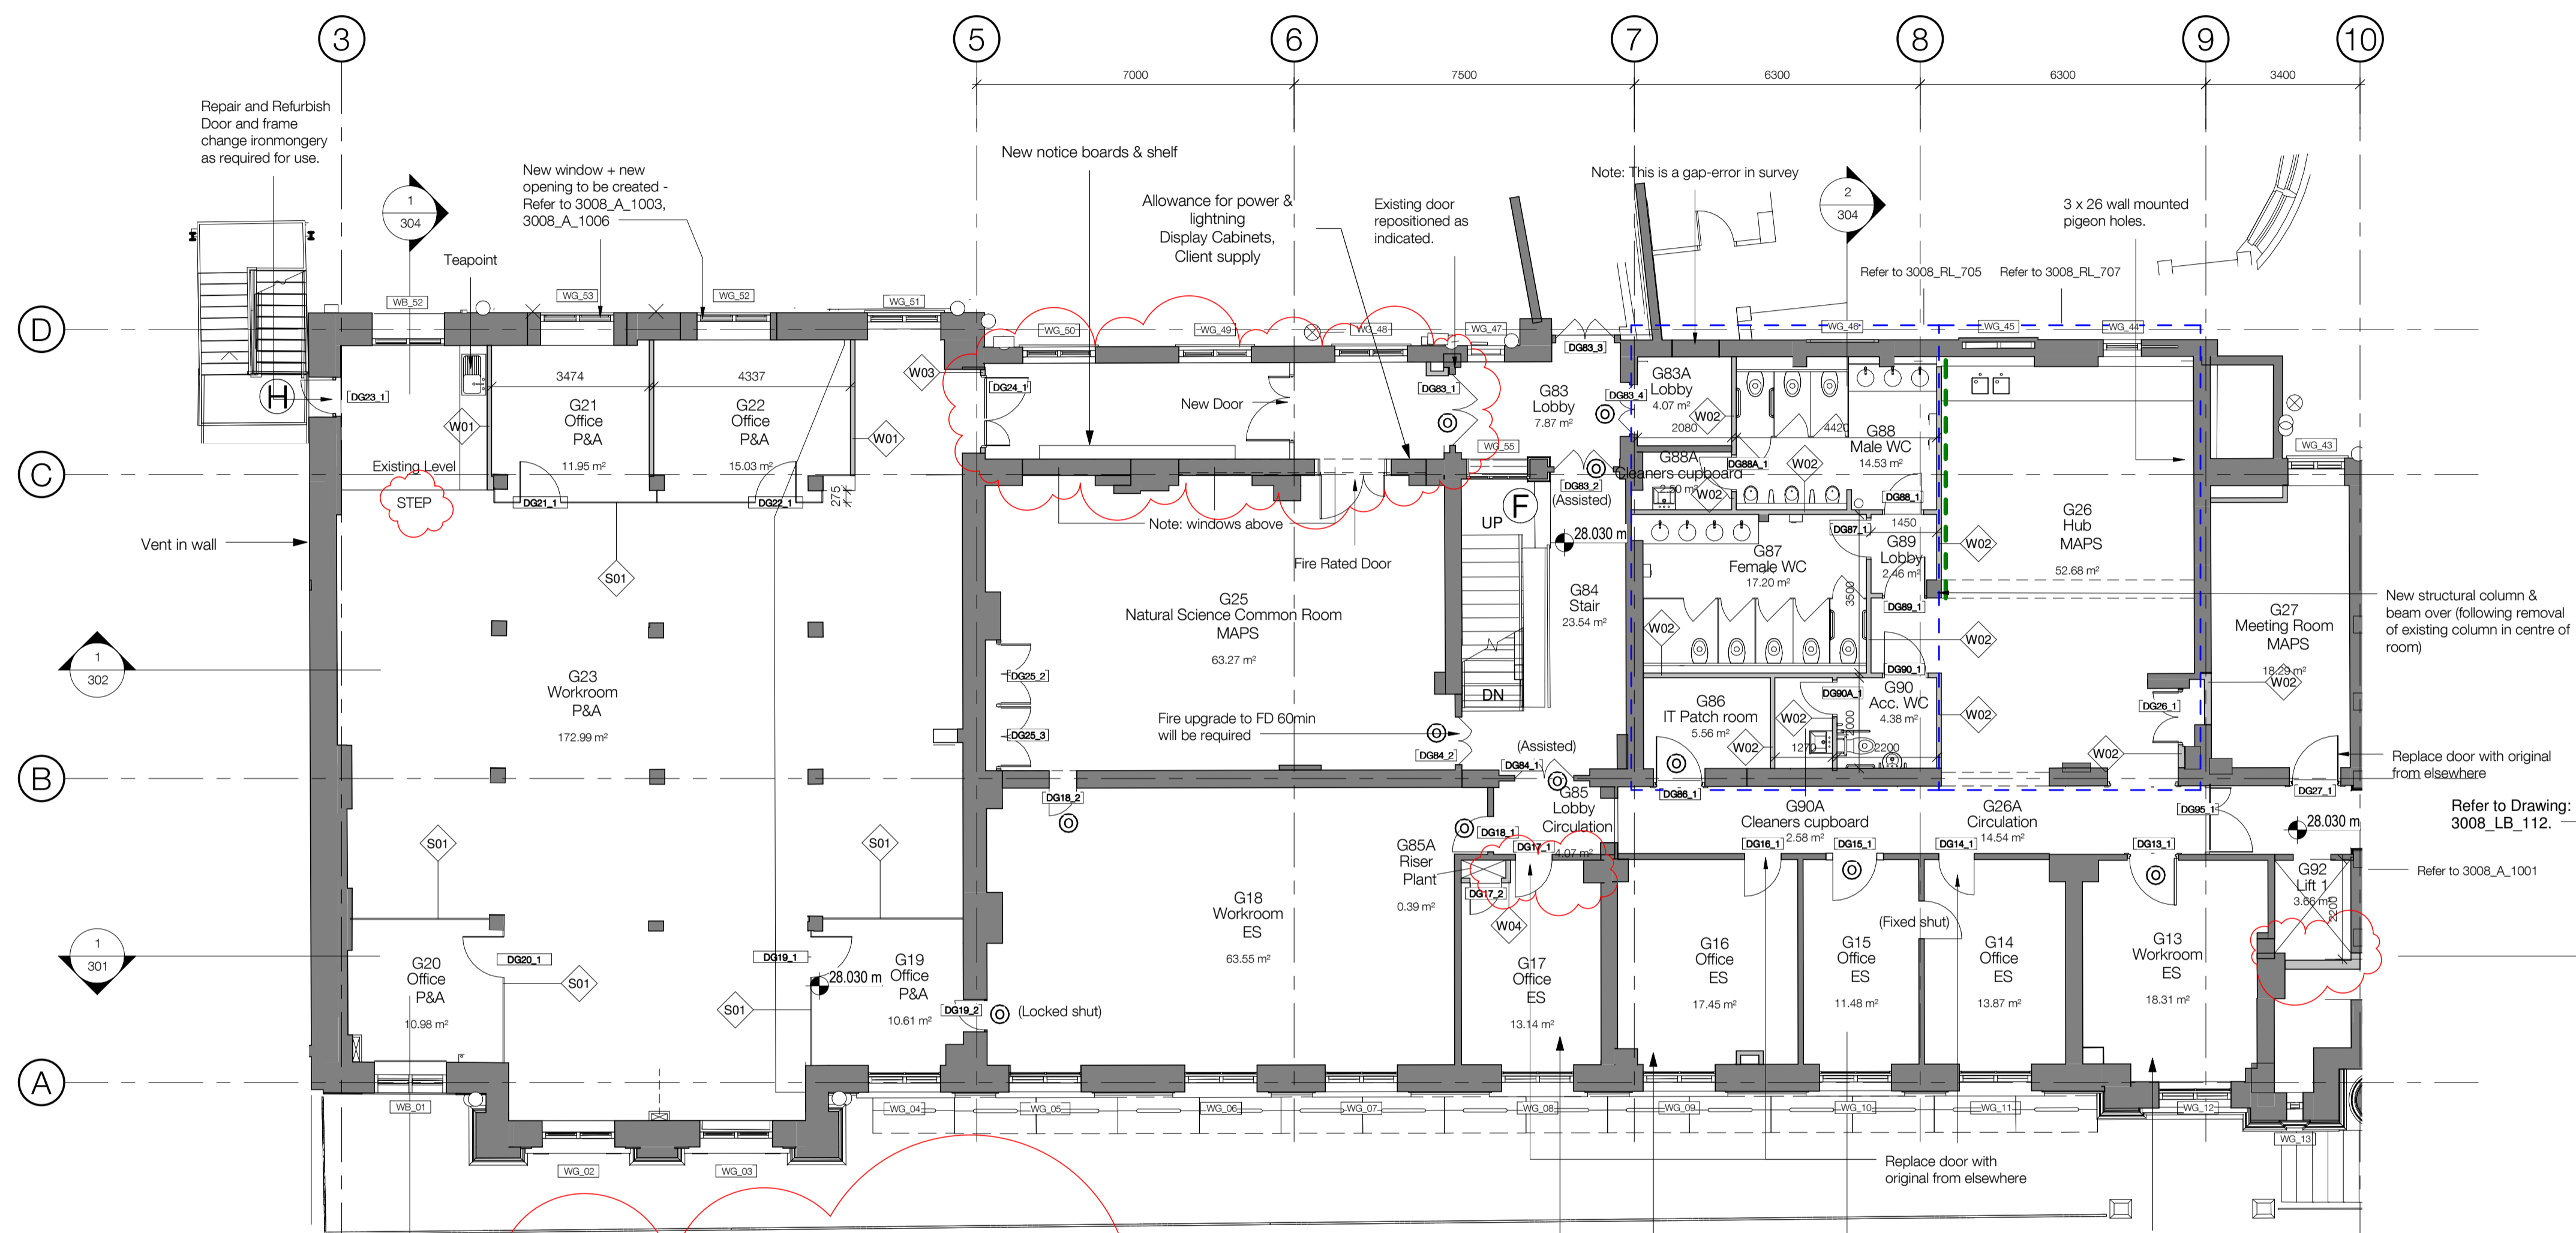 3
5
6
7
8
9
10
7000
7500
6300
6300
3400
Repair and Refurbish
Door and frame
change ironmongery
as required for use.
1
304
New window + new
opening to be created -
Refer to 3008_A_1003,
3008_A_1006
Teapoint
New notice boards & shelf
Allowance for power &
lightning
Display Cabinets,
Client supply
Existing door
repositioned as
indicated.
Note: This is a gap-error in survey
2
304
3 x 26 wall mounted
pigeon holes.
Refer to 3008_RL_705
Refer to 3008_RL_707
D
WB_52
WG_53
WG_52
WG_51
WG_50
WG_49
WG_48
WG_47
DG83_3
WG_46
WG_45
WG_44
H
DG23_1
W01
3474
G21
Office
P&A
11.95 m²
4337
G22
Office
P&A
15.03 m²
W01
W03
DG24_1
New Door
DG83_1
G83
Lobby
7.87 m²
DG83_4
G83A
Lobby
4.07 m²
W02
2080
4420
G88
Male WC
14.53 m²
WG_43
C
Existing Level
STEP
DG21_1
DG22_1
275
Note: windows above
Fire Rated Door
WG_55
DG83_2
(Assisted)
F
UP
28.030 m
G88A
Cleaners cupboard
2.50 m²
W02
DG88A_1
W02
DG88_1
1450
Vent in wall
S01
G25
Natural Science Common Room
MAPS
63.27 m²
DG25_2
DG25_3
G84
Stair
23.54 m²
DN
G87
Female WC
17.20 m²
DG87_1
G89
Lobby
2.46 m²
DG89_1
3500
W02
W02
W02
W02
G26
Hub
MAPS
52.68 m²
G27
Meeting Room
MAPS
18.29 m²
W02
New structural column &
beam over (following removal
of existing column in centre of
room)
1
302
G23
Workroom
P&A
172.99 m²
Fire upgrade to FD 60min
will be required
DG84_2
(Assisted)
DG84_1
G86
IT Patch room
5.56 m²
W02
W02
DG90_1
DG90A_1
G90
Acc. WC
4.38 m²
2000
1270
2200
DG26_1
W02
Replace door with original
from elsewhere
B
DG18_2
G85
Lobby
Circulation
4.07 m²
DG18_1
DG86_1
G90A
Cleaners cupboard
2.58 m²
G26A
Circulation
14.54 m²
DG95_1
DG27_1
28.030 m
Refer to Drawing:
3008_LB_112.
Refer to 3008_A_1001
S01
S01
G85A
Riser
Plant
0.39 m²
DG17_1
DG17_2
W04
DG16_1
DG15_1
DG14_1
DG13_1
G92
Lift 1
3.66 m²
2200
1
301
G20
Office
P&A
10.98 m²
DG20_1
S01
S01
DG19_1
28.030 m
G19
Office
P&A
10.61 m²
DG19_2
(Locked shut)
G18
Workroom
ES
63.55 m²
G17
Office
ES
13.14 m²
G16
Office
ES
17.45 m²
G15
Office
ES
11.48 m²
(Fixed shut)
G14
Office
ES
13.87 m²
G13
Workroom
ES
18.31 m²
A
WB_01
WG_02
WG_03
WG_04
WG_05
WG_06
WG_07
WG_08
WG_09
WG_10
WG_11
WG_12
WG_13
Replace door with
original from elsewhere